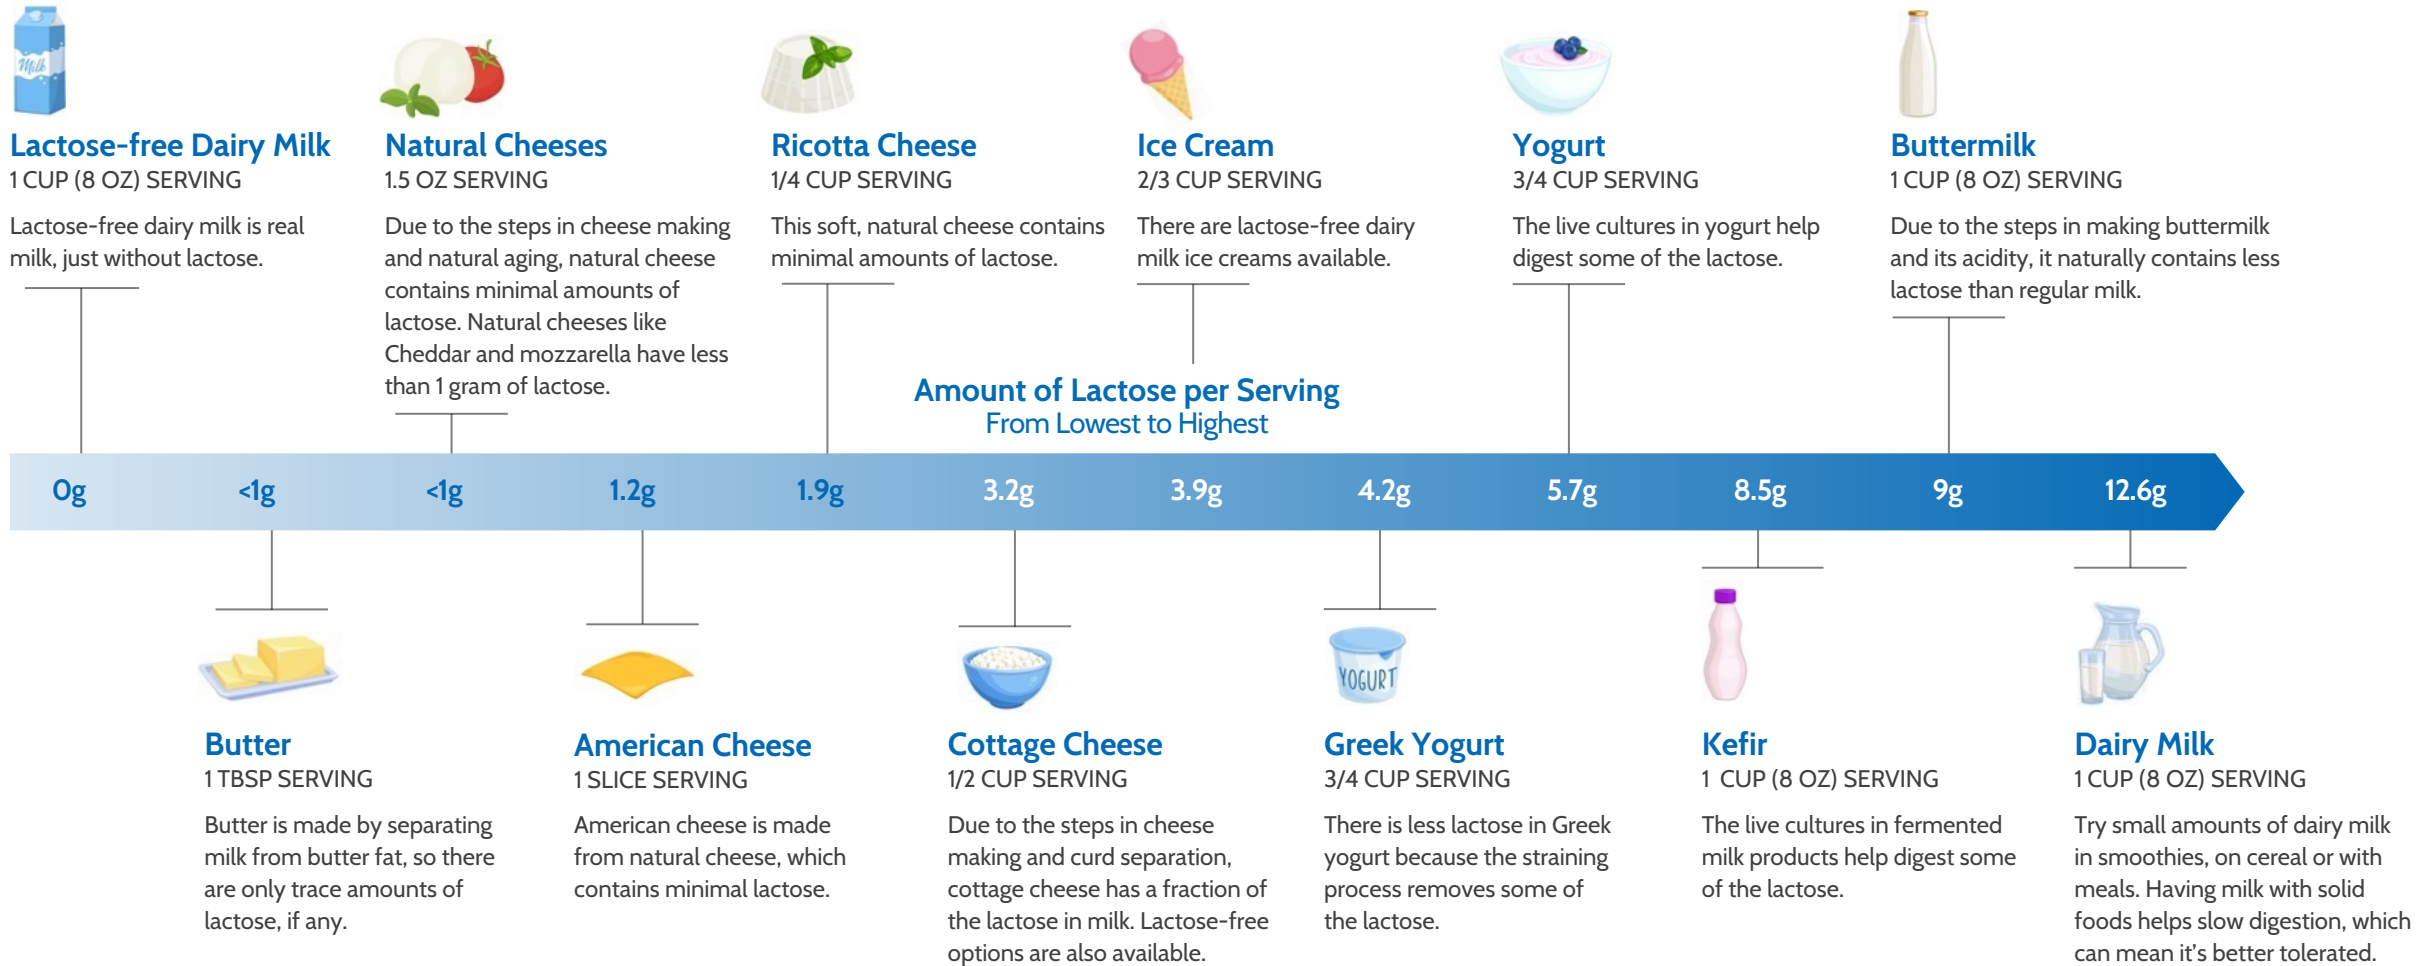 Milk
Lactose-free Dairy Milk
1 CUP (8 OZ) SERVING
Lactose-free dairy milk is real
milk, just without lactose.
Natural Cheeses
1.5 OZ SERVING
Due to the steps in cheese making
and natural aging, natural cheese
contains minimal amounts of
lactose. Natural cheeses like
Cheddar and mozzarella have less
than 1 gram of lactose.
Ricotta Cheese
1/4 CUP SERVING
This soft, natural cheese contains
minimal amounts of lactose.
Ice Cream
2/3 CUP SERVING
There are lactose-free dairy
milk ice creams available.
Yogurt
3/4 CUP SERVING
The live cultures in yogurt help
digest some of the lactose.
Buttermilk
1 CUP (8 OZ) SERVING
Due to the steps in making buttermilk
and its acidity, it naturally contains less
lactose than regular milk.
Amount of Lactose per Serving
From Lowest to Highest
0g <1g <1g 1.2g 1.9g 3.2g 3.9g 4.2g 5.7g 8.5g 9g 12.6g
Butter
1 TBSP SERVING
Butter is made by separating
milk from butter fat, so there
are only trace amounts of
lactose, if any.
American Cheese
1 SLICE SERVING
American cheese is made
from natural cheese, which
contains minimal lactose.
Cottage Cheese
1/2 CUP SERVING
Due to the steps in cheese
making and curd separation,
cottage cheese has a fraction of
the lactose in milk. Lactose-free
options are also available.
YOGURT
Greek Yogurt
3/4 CUP SERVING
There is less lactose in Greek
yogurt because the straining
process removes some of
the lactose.
Kefir
1 CUP (8 OZ) SERVING
The live cultures in fermented
milk products help digest some
of the lactose.
Dairy Milk
1 CUP (8 OZ) SERVING
Try small amounts of dairy milk
in smoothies, on cereal or with
meals. Having milk with solid
foods helps slow digestion, which
can mean it's better tolerated.